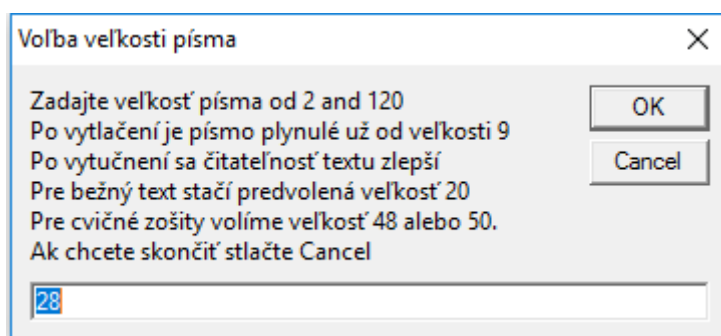 Voľba veľkosti písma
Zadajte veľkosť písma od 2 and 120
Po vytlačení je písmo plynulé už od veľkosti 9
Po vytučnení sa čitateľnosť textu zlepší
Pre bežný text stačí predvolená veľkosť 20
Pre cvičné zošity volíme veľkosť 48 alebo 50.
Ak chcete skončiť stlačte Cancel
OK
Cancel
28